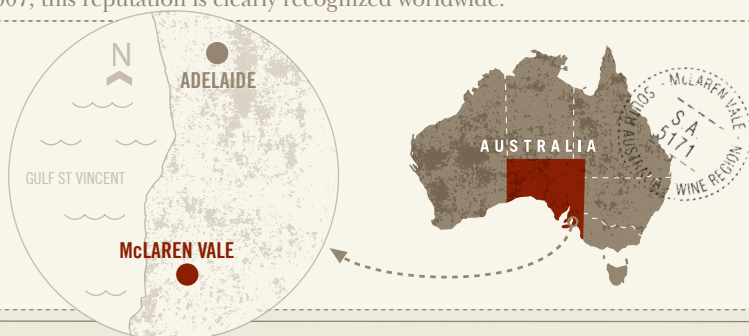 007, this reputation is clearly recognized worldwide.
N
ADELAIDE
GULF ST VINCENT
McLAREN VALE
AUSTRALIA
McLAREN VALE
S A
5171
WINE REGION